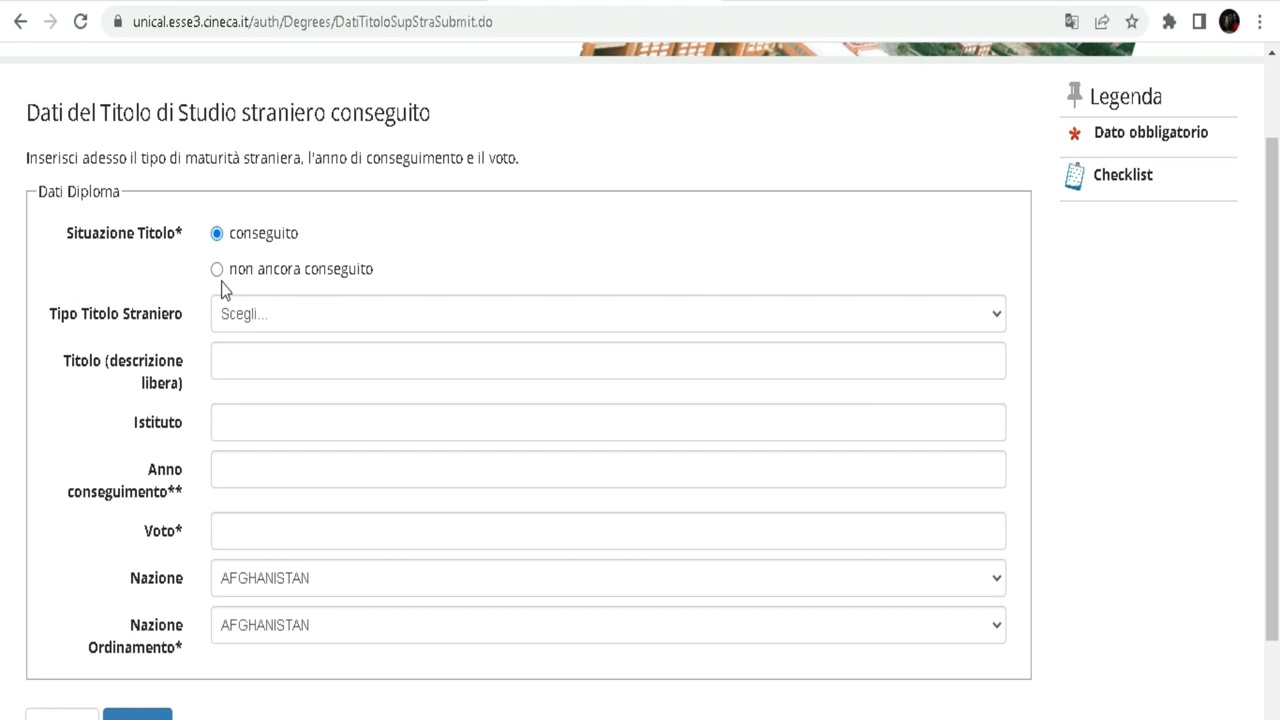 unical.esse3.cineca.it/auth/Degrees/DatiTitoloSupStraSubmit.do
Legenda
Dato obbligatorio
Checklist
Dati del Titolo di Studio straniero conseguito
Inserisci adesso il tipo di maturità straniera, l'anno di conseguimento e il voto.
Dati Diploma
Situazione Titolo* conseguito
non ancora conseguito
Tipo Titolo Straniero Scegli...
Titolo (descrizione
libera)
Istituto
Anno
conseguimento**
Voto*
Nazione AFGHANISTAN
Nazione AFGHANISTAN
Ordinamento*